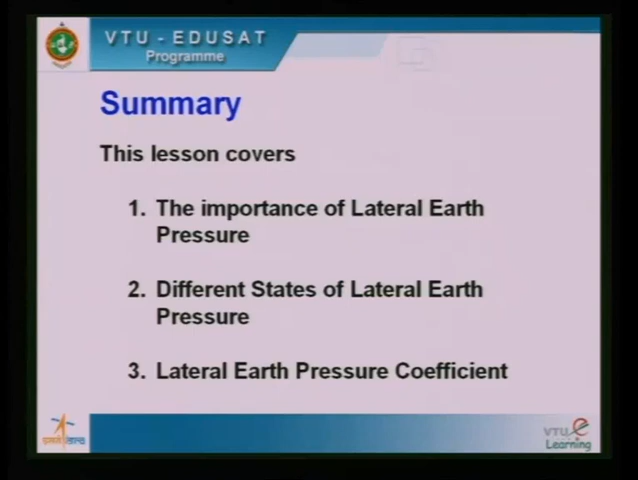 VTU - EDUSAT
Programme
Summary
This lesson covers
1. The importance of Lateral Earth
Pressure
2. Different States of Lateral Earth
Pressure
3. Lateral Earth Pressure Coefficient
VTU e
Learning